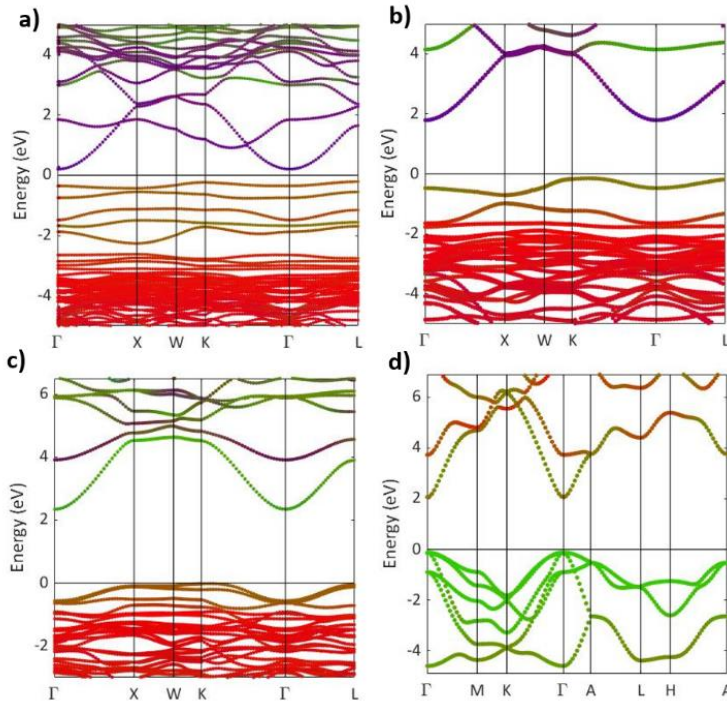 a)
Energy (eV)
4
2
0
-2
-4
Γ X W K Γ L
b)
Energy (eV)
4
2
0
-2
-4
Γ X W K Γ L
c)
Energy (eV)
6
4
2
0
-2
Γ X W K Γ L
d)
Energy (eV)
6
4
2
0
-2
-4
Γ M K Γ A L H A